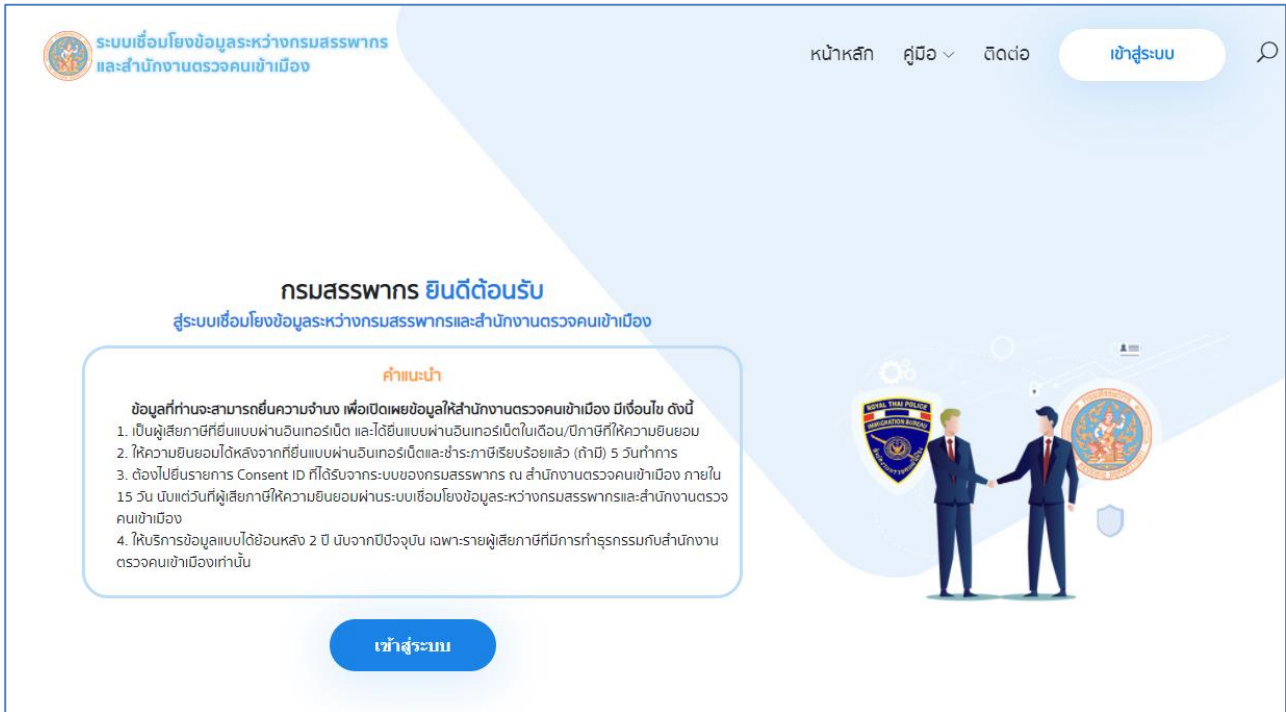 ระบบเชื่อมโยงข้อมูลระหว่างกรมสรรพากร
และสำนักงานตรวจคนเข้าเมือง
หน้าหลัก คู่มือ ติดต่อ เข้าสู่ระบบ
กรมสรรพากร ยินดีต้อนรับ
สู่ระบบเชื่อมโยงข้อมูลระหว่างกรมสรรพากรและสำนักงานตรวจคนเข้าเมือง
คำแนะนำ
ข้อมูลที่ท่านจะสามารถยื่นความจำนง เพื่อเปิดเผยข้อมูลให้สำนักงานตรวจคนเข้าเมือง มีเงื่อนไข ดังนี้
1. เป็นผู้เสียภาษีที่ยื่นแบบผ่านอินเทอร์เน็ต และได้ยื่นแบบผ่านอินเทอร์เน็ตในเดือน/ปีภาษีที่ให้ความยินยอม
2. ให้ความยินยอมได้หลังจากที่ยื่นแบบผ่านอินเทอร์เน็ตและชำระภาษีเรียบร้อยแล้ว (ถ้ามี) 5 วันทำการ
3. ต้องไปยื่นรายการ Consent ID ที่ได้รับจากระบบของกรมสรรพากร ณ สำนักงานตรวจคนเข้าเมือง ภายใน
15 วัน นับแต่วันที่ผู้เสียภาษีให้ความยินยอมผ่านระบบเชื่อมโยงข้อมูลระหว่างกรมสรรพากรและสำนักงานตรวจ
คนเข้าเมือง
4. ให้บริการข้อมูลแบบได้ย้อนหลัง 2 ปี นับจากปีปัจจุบัน เฉพาะรายผู้เสียภาษีที่มีการทำธุรกรรมกับสำนักงาน
ตรวจคนเข้าเมืองเท่านั้น
เข้าสู่ระบบ
ROYAL THAI POLICE
IMMIGRATION BUREAU